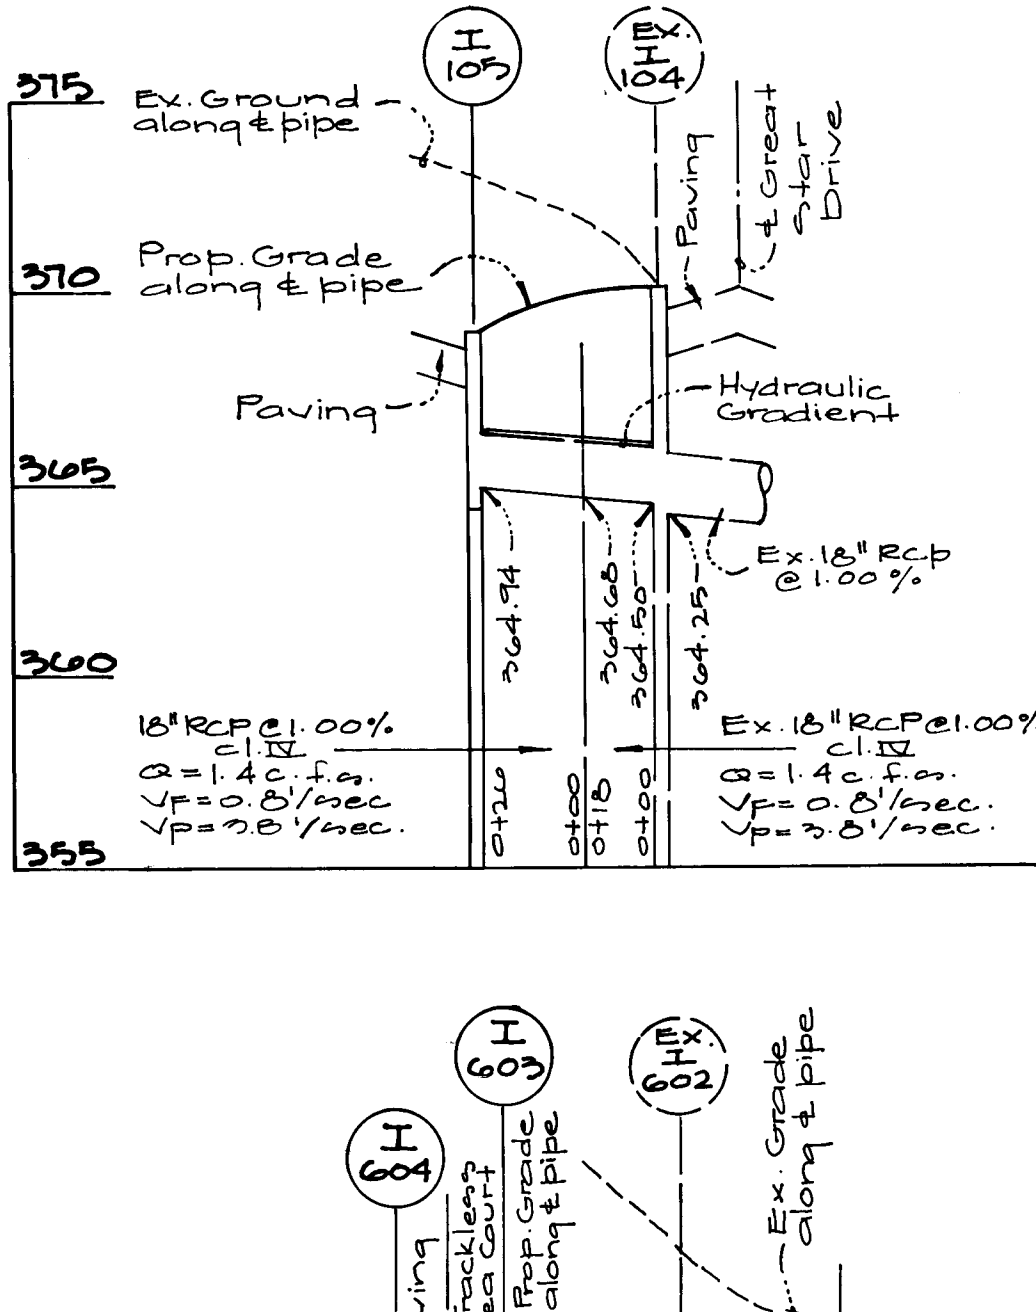 I
105
EX.
I
104
375
Ex. Ground
along ℄ pipe
Paving
℄ Great
Star
Drive
370
Prop. Grade
along ℄ pipe
Paving
Hydraulic
Gradient
365
364.94
364.68
364.50
364.25
Ex. 18" RCP
@ 1.00%
360
18" RCP @ 1.00%
cl. IV
Q = 1.4 c.f.s.
VF = 0.8'/sec
VP = 3.8'/sec.
Ex. 18" RCP @ 1.00%
cl. IV
Q = 1.4 c.f.s.
VF = 0.8'/sec.
VP = 3.8'/sec.
0+26
0+00
0+18
0+00
355
I
603
EX.
I
602
I
604
Prop. Grade
along ℄ pipe
Ex. Grade
along ℄ pipe
ving
rackless
ea Court